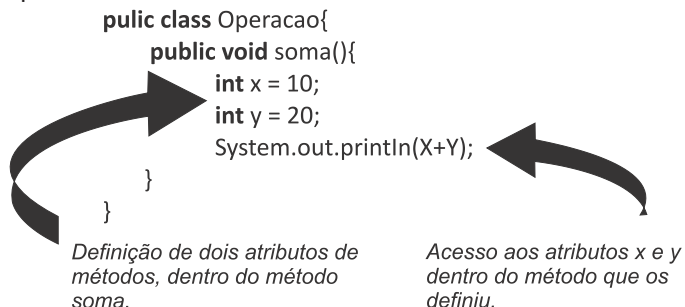 pulic class Operacao{
public void soma(){
int x = 10;
int y = 20;
System.out.println(X+Y);
}
}
Definição de dois atributos de
métodos, dentro do método
soma.
Acesso aos atributos x e y
dentro do método que os
definiu.